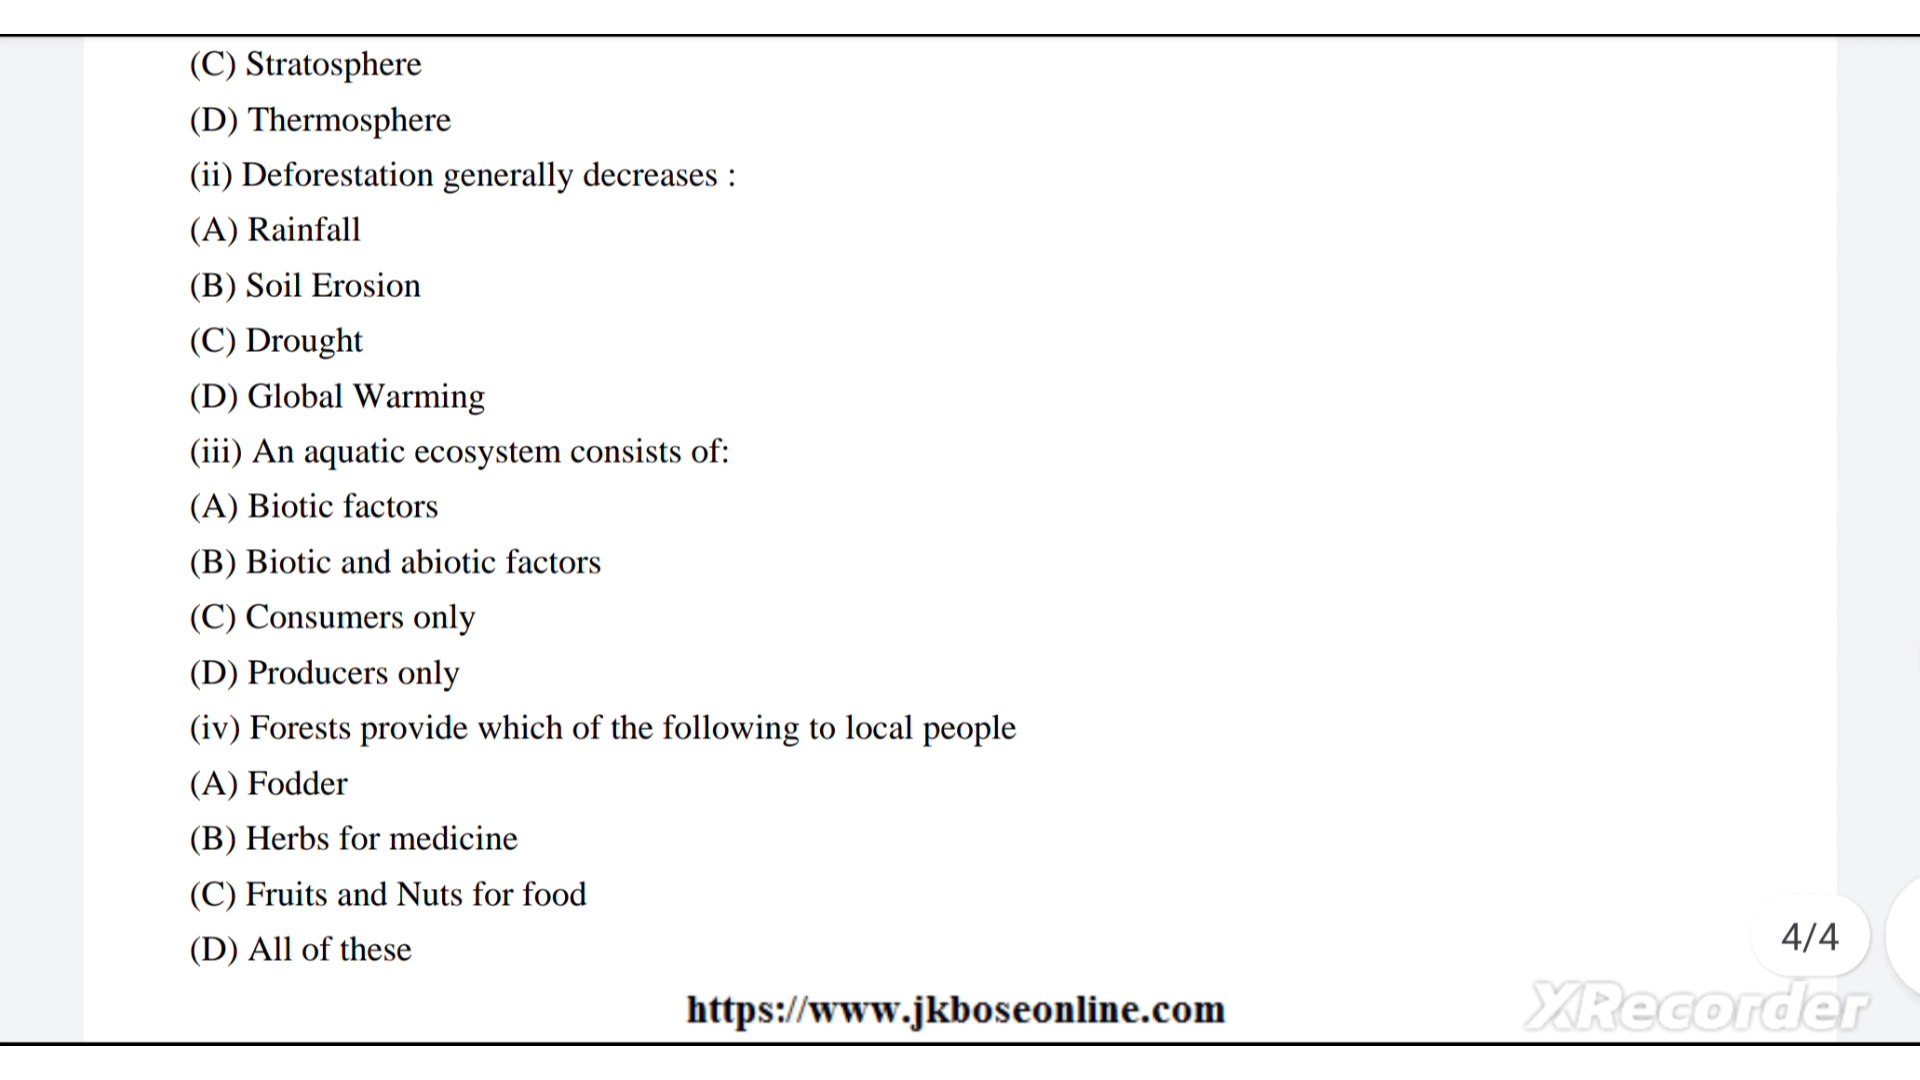 (C) Stratosphere
(D) Thermosphere
(ii) Deforestation generally decreases :
(A) Rainfall
(B) Soil Erosion
(C) Drought
(D) Global Warming
(iii) An aquatic ecosystem consists of:
(A) Biotic factors
(B) Biotic and abiotic factors
(C) Consumers only
(D) Producers only
(iv) Forests provide which of the following to local people
(A) Fodder
(B) Herbs for medicine
(C) Fruits and Nuts for food
(D) All of these
4/4
https://www.jkboseonline.com
XRecorder